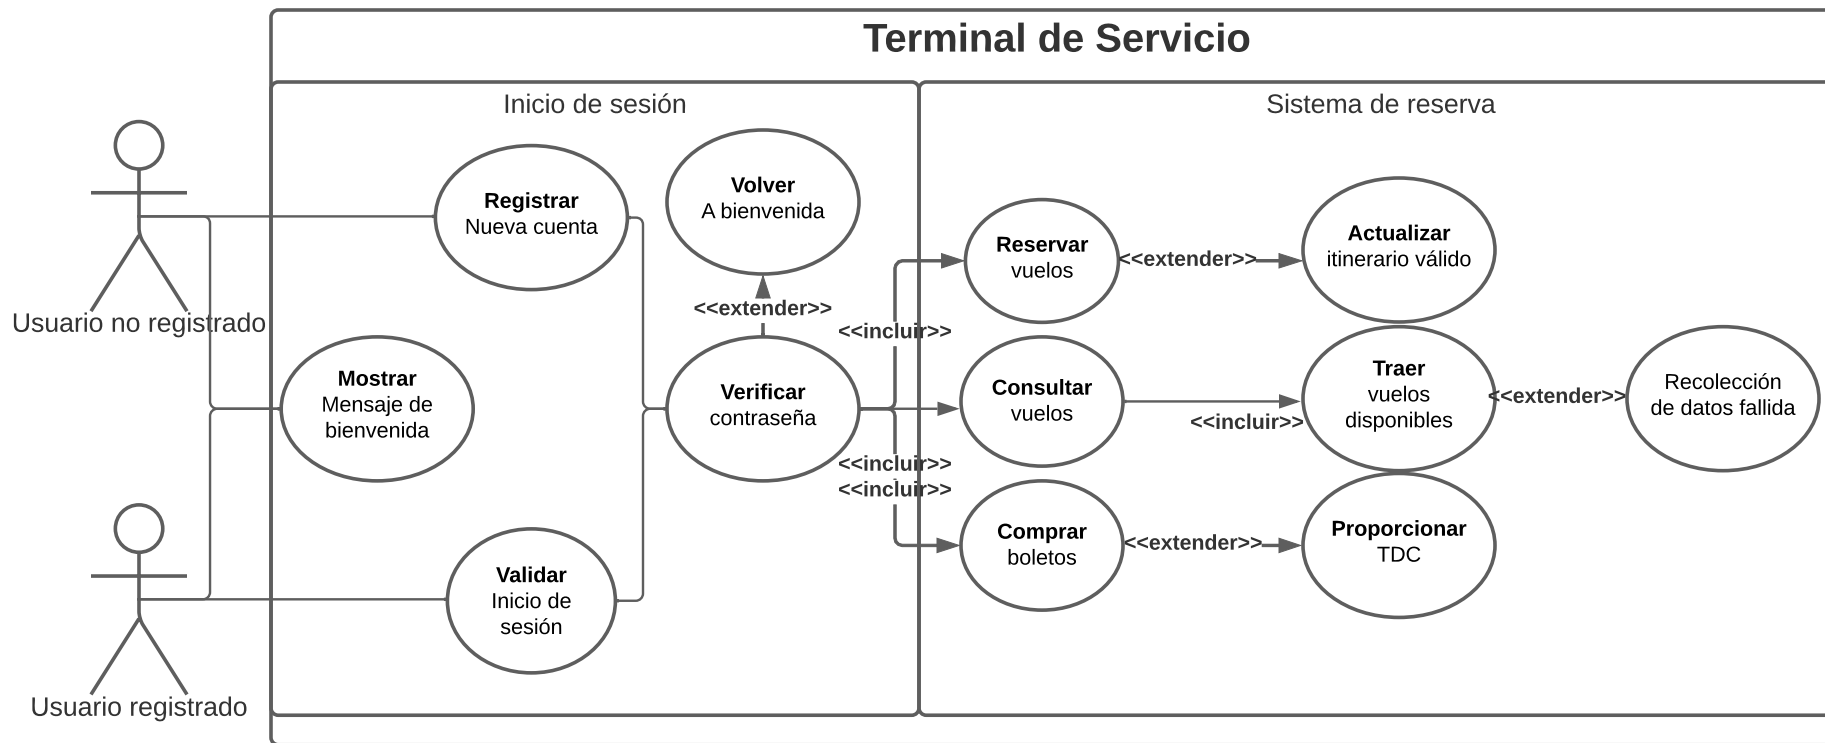 Terminal de Servicio
Inicio de sesión
Sistema de reserva
Usuario no registrado
Usuario registrado
Registrar
Nueva cuenta
Volver
A bienvenida
<<extender>>
Mostrar
Mensaje de
bienvenida
Verificar
contraseña
Validar
Inicio de
sesión
<<incluir>>
<<incluir>>
<<incluir>>
Reservar
vuelos
<<extender>>
Actualizar
itinerario válido
Consultar
vuelos
<<incluir>>
Traer
vuelos
disponibles
<<extender>>
Recolección
de datos fallida
Comprar
boletos
<<extender>>
Proporcionar
TDC